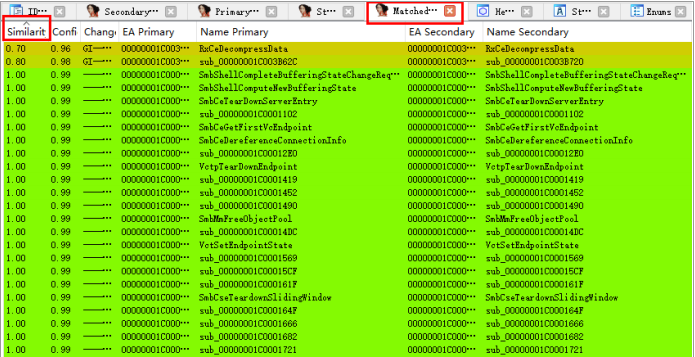 ID··· Secondary··· Primary··· St··· Matched··· He··· St··· Enums
Similarit Confi Change EA Primary Name Primary EA Secondary Name Secondary
0.70 0.96 GI-—··· 00000001C003··· RxCeDecompressData 00000001C003··· RxCeDecompressData
0.80 0.98 GI-—··· 00000001C003··· sub_00000001C003B62C 00000001C003··· sub_00000001C003B720
1.00 0.99 ——··· 00000001C000··· SmbShellCompleteBufferingStateChangeReq··· 00000001C000··· SmbShellCompleteBufferingStateChangeReq···
1.00 0.99 ——··· 00000001C000··· SmbShellComputeNewBufferingState 00000001C000··· SmbShellComputeNewBufferingState
1.00 0.99 ——··· 00000001C000··· SmbCeTearDownServerEntry 00000001C000··· SmbCeTearDownServerEntry
1.00 0.99 ——··· 00000001C000··· sub_00000001C0001102 00000001C000··· sub_00000001C0001102
1.00 0.99 ——··· 00000001C000··· SmbCeGetFirstVcEndpoint 00000001C000··· SmbCeGetFirstVcEndpoint
1.00 0.99 ——··· 00000001C000··· SmbCeDereferenceConnectionInfo 00000001C000··· SmbCeDereferenceConnectionInfo
1.00 0.99 ——··· 00000001C000··· sub_00000001C00012E0 00000001C000··· sub_00000001C00012E0
1.00 0.99 ——··· 00000001C000··· VctpTearDownEndpoint 00000001C000··· VctpTearDownEndpoint
1.00 0.99 ——··· 00000001C000··· sub_00000001C0001419 00000001C000··· sub_00000001C0001419
1.00 0.99 ——··· 00000001C000··· sub_00000001C0001452 00000001C000··· sub_00000001C0001452
1.00 0.99 ——··· 00000001C000··· sub_00000001C0001490 00000001C000··· sub_00000001C0001490
1.00 0.99 ——··· 00000001C000··· SmbMmFreeObjectPool 00000001C000··· SmbMmFreeObjectPool
1.00 0.99 ——··· 00000001C000··· sub_00000001C00014DC 00000001C000··· sub_00000001C00014DC
1.00 0.99 ——··· 00000001C000··· VctSetEndpointState 00000001C000··· VctSetEndpointState
1.00 0.99 ——··· 00000001C000··· sub_00000001C0001569 00000001C000··· sub_00000001C0001569
1.00 0.99 ——··· 00000001C000··· sub_00000001C00015CF 00000001C000··· sub_00000001C00015CF
1.00 0.99 ——··· 00000001C000··· sub_00000001C000161F 00000001C000··· sub_00000001C000161F
1.00 0.99 ——··· 00000001C000··· SmbCseTeardownSlidingWindow 00000001C000··· SmbCseTeardownSlidingWindow
1.00 0.99 ——··· 00000001C000··· sub_00000001C000164F 00000001C000··· sub_00000001C000164F
1.00 0.99 ——··· 00000001C000··· sub_00000001C0001666 00000001C000··· sub_00000001C0001666
1.00 0.99 ——··· 00000001C000··· sub_00000001C0001682 00000001C000··· sub_00000001C0001682
1.00 0.99 ——··· 00000001C000··· sub_00000001C0001721 00000001C000··· sub_00000001C0001721